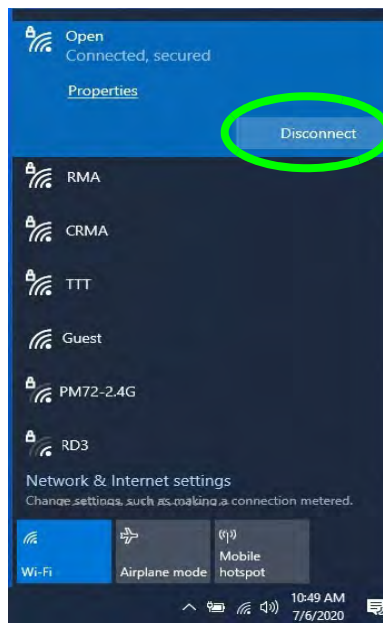 Open
Connected, secured
Properties
Disconnect
RMA
CRMA
TTT
Guest
PM72-2.4G
RD3
Network & Internet settings
Change settings, such as making a connection metered.
Wi-Fi
Airplane mode
Mobile
hotspot
10:49 AM
7/6/2020